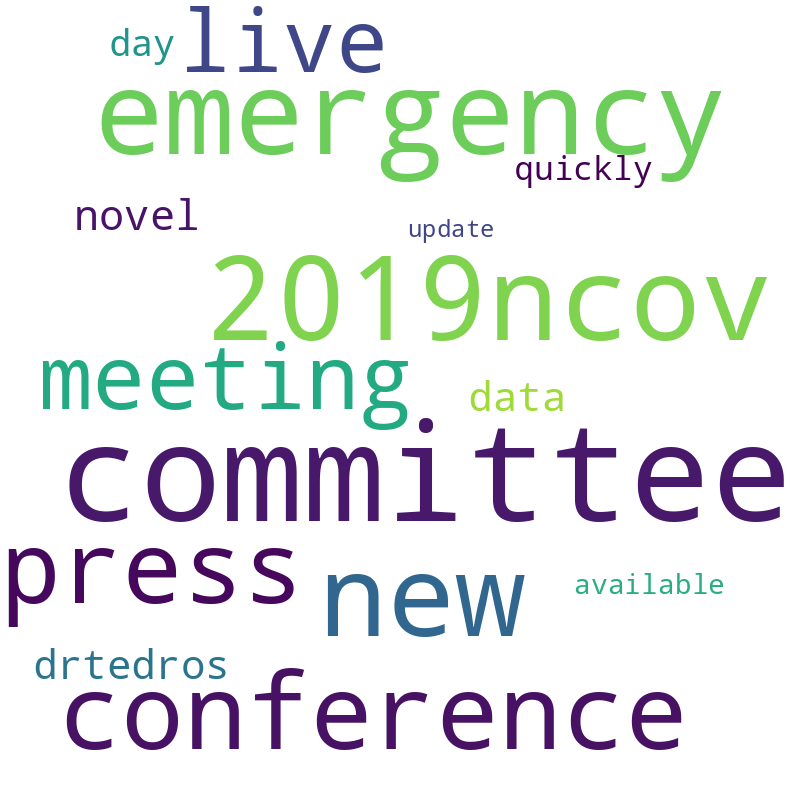 day live
emergency
quickly
novel
update
2019ncov
meeting
data
committee
press
new
available
drtedros
conference